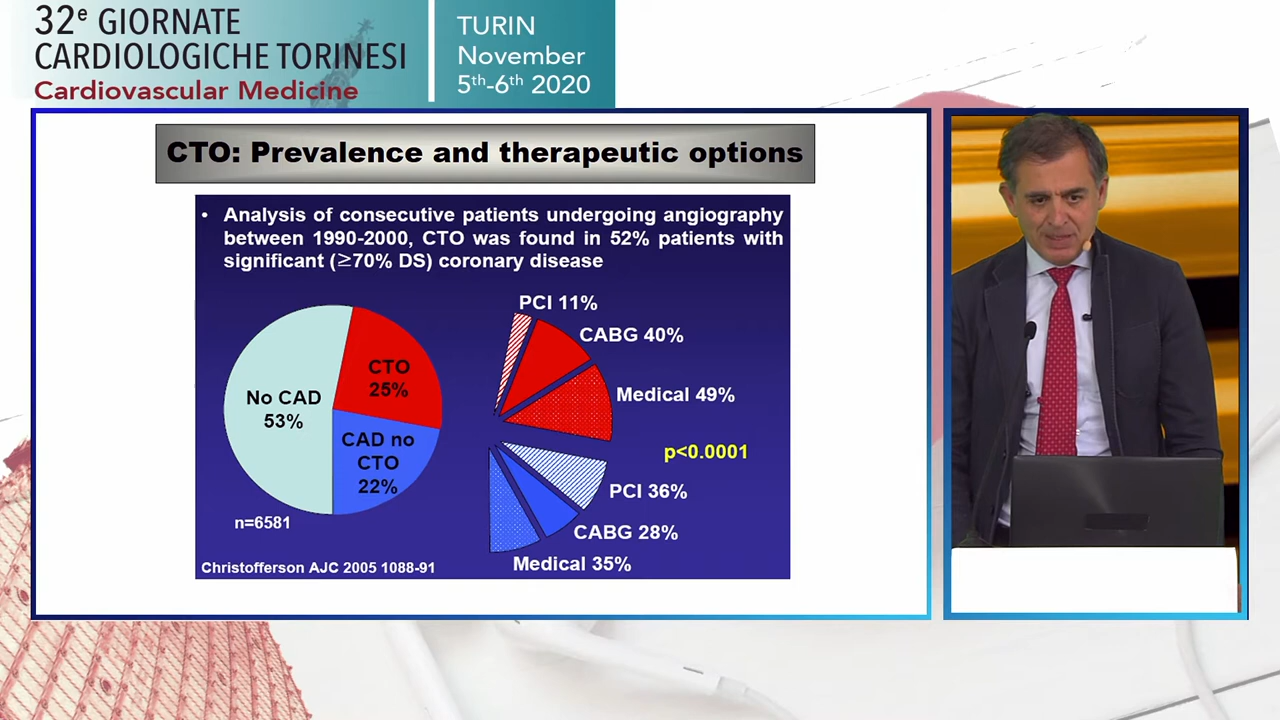 32e GIORNATE
CARDIOLOGICHE TORINESI
Cardiovascular Medicine
TURIN
November
5th-6th 2020
CTO: Prevalence and therapeutic options
• Analysis of consecutive patients undergoing angiography
between 1990-2000, CTO was found in 52% patients with
significant (≥70% DS) coronary disease
No CAD
53%
CTO
25%
CAD no
CTO
22%
n=6581
PCI 11%
CABG 40%
Medical 49%
p<0.0001
PCI 36%
CABG 28%
Medical 35%
Christofferson AJC 2005 1088-91